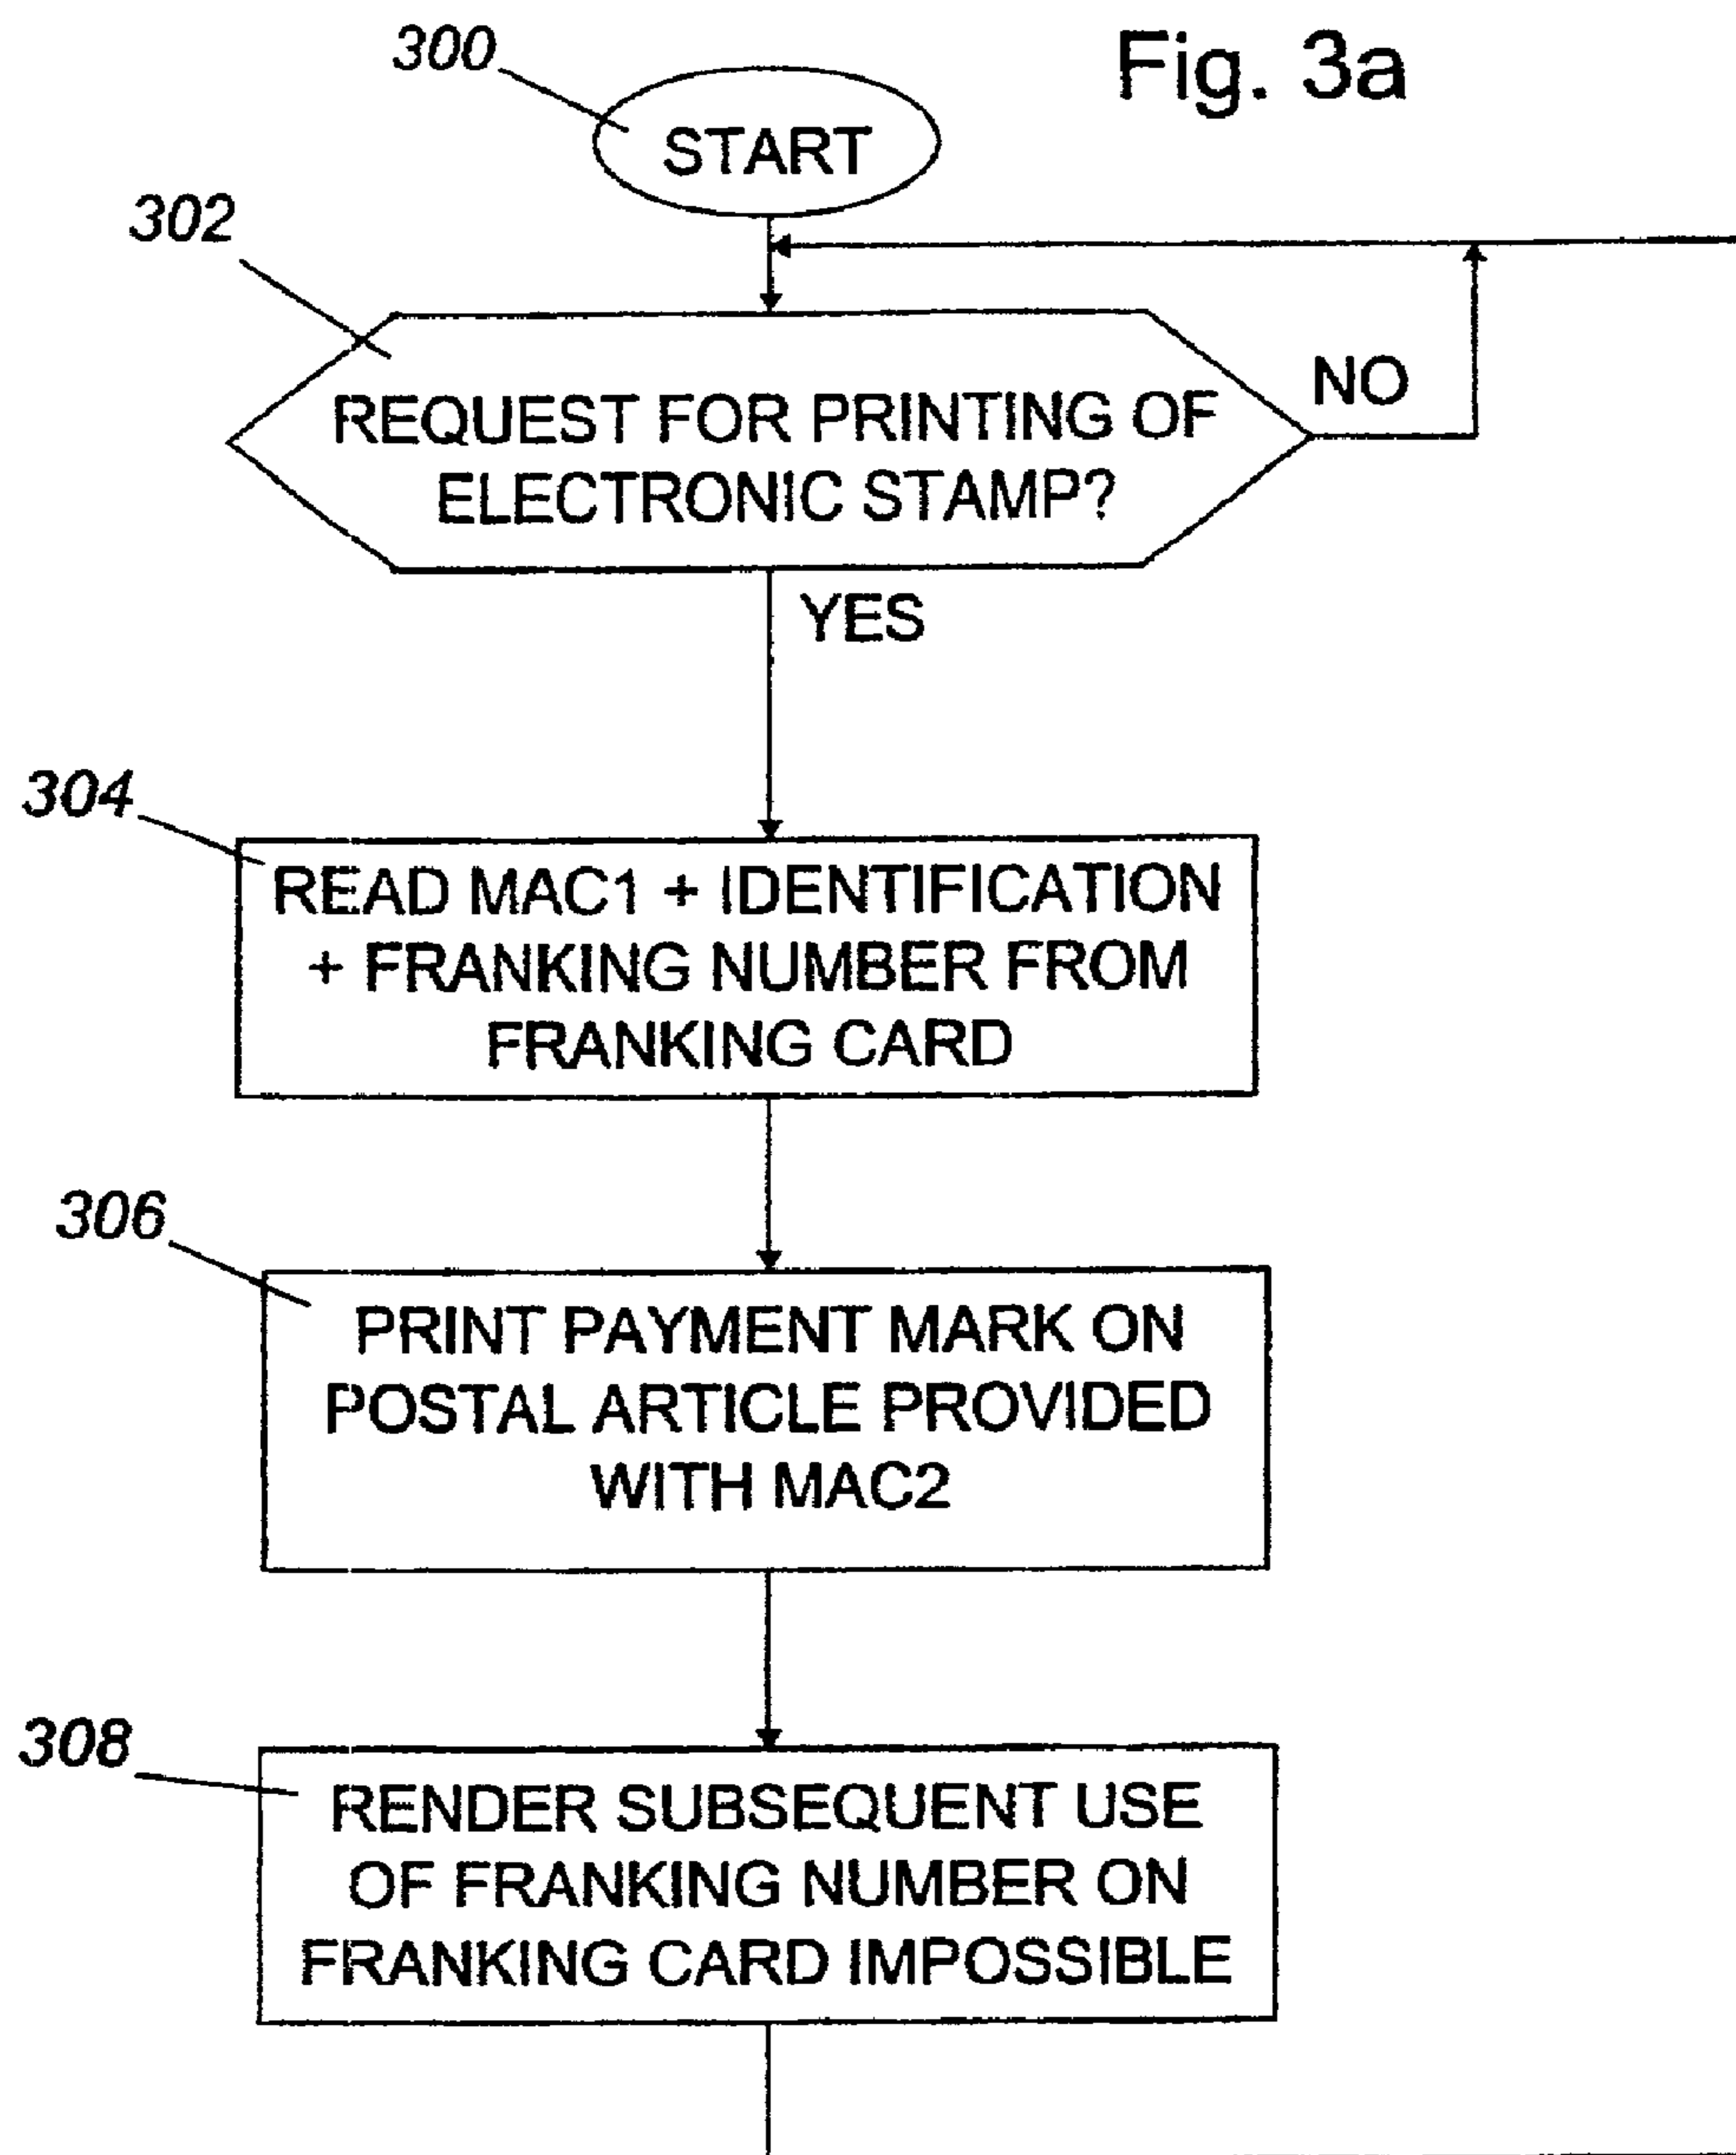 Fig. 3a
300
START
302
REQUEST FOR PRINTING OF
ELECTRONIC STAMP?
NO
YES
304
READ MAC1 + IDENTIFICATION
+ FRANKING NUMBER FROM
FRANKING CARD
306
PRINT PAYMENT MARK ON
POSTAL ARTICLE PROVIDED
WITH MAC2
308
RENDER SUBSEQUENT USE
OF FRANKING NUMBER ON
FRANKING CARD IMPOSSIBLE